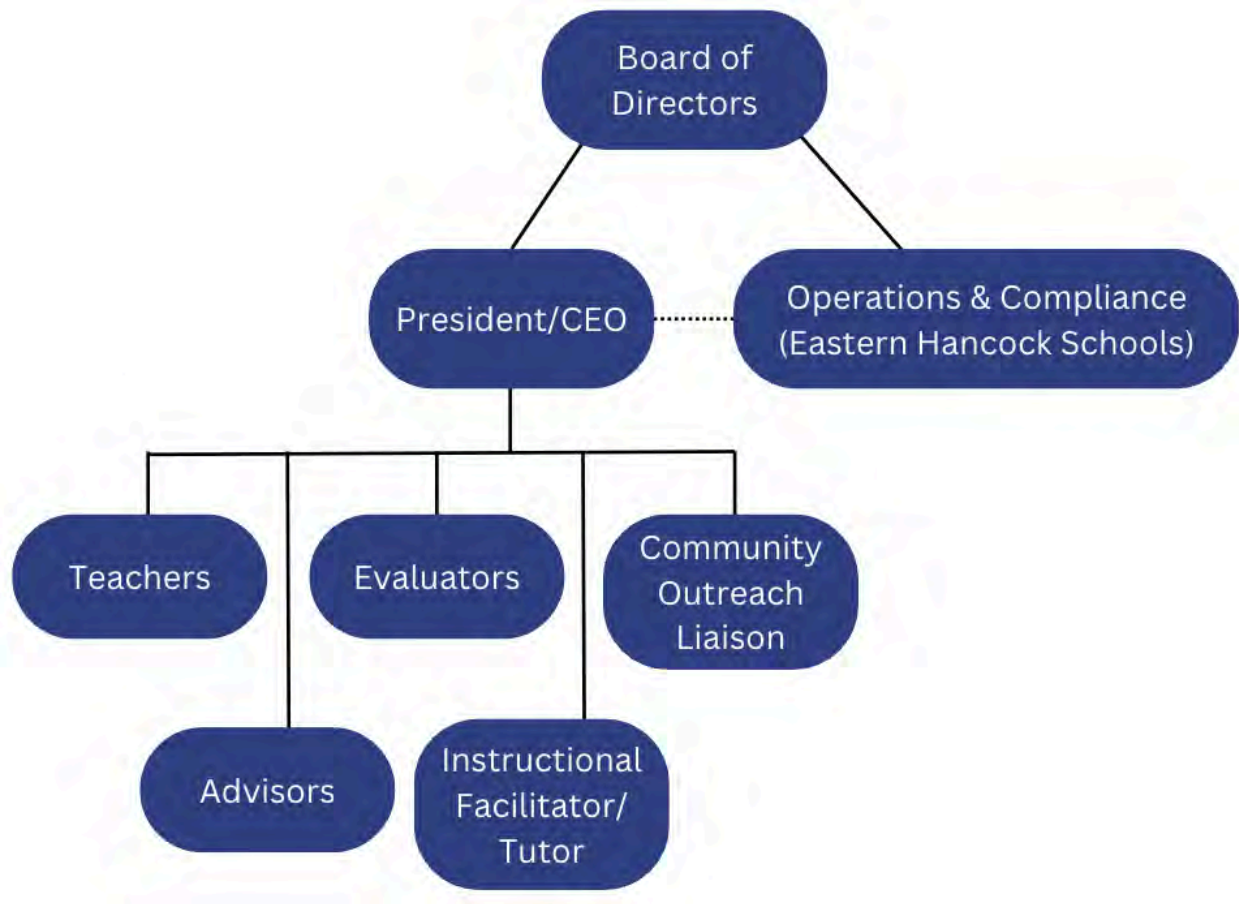 Board of
Directors
President/CEO
Operations & Compliance
(Eastern Hancock Schools)
Teachers
Evaluators
Community
Outreach
Liaison
Advisors
Instructional
Facilitator/
Tutor